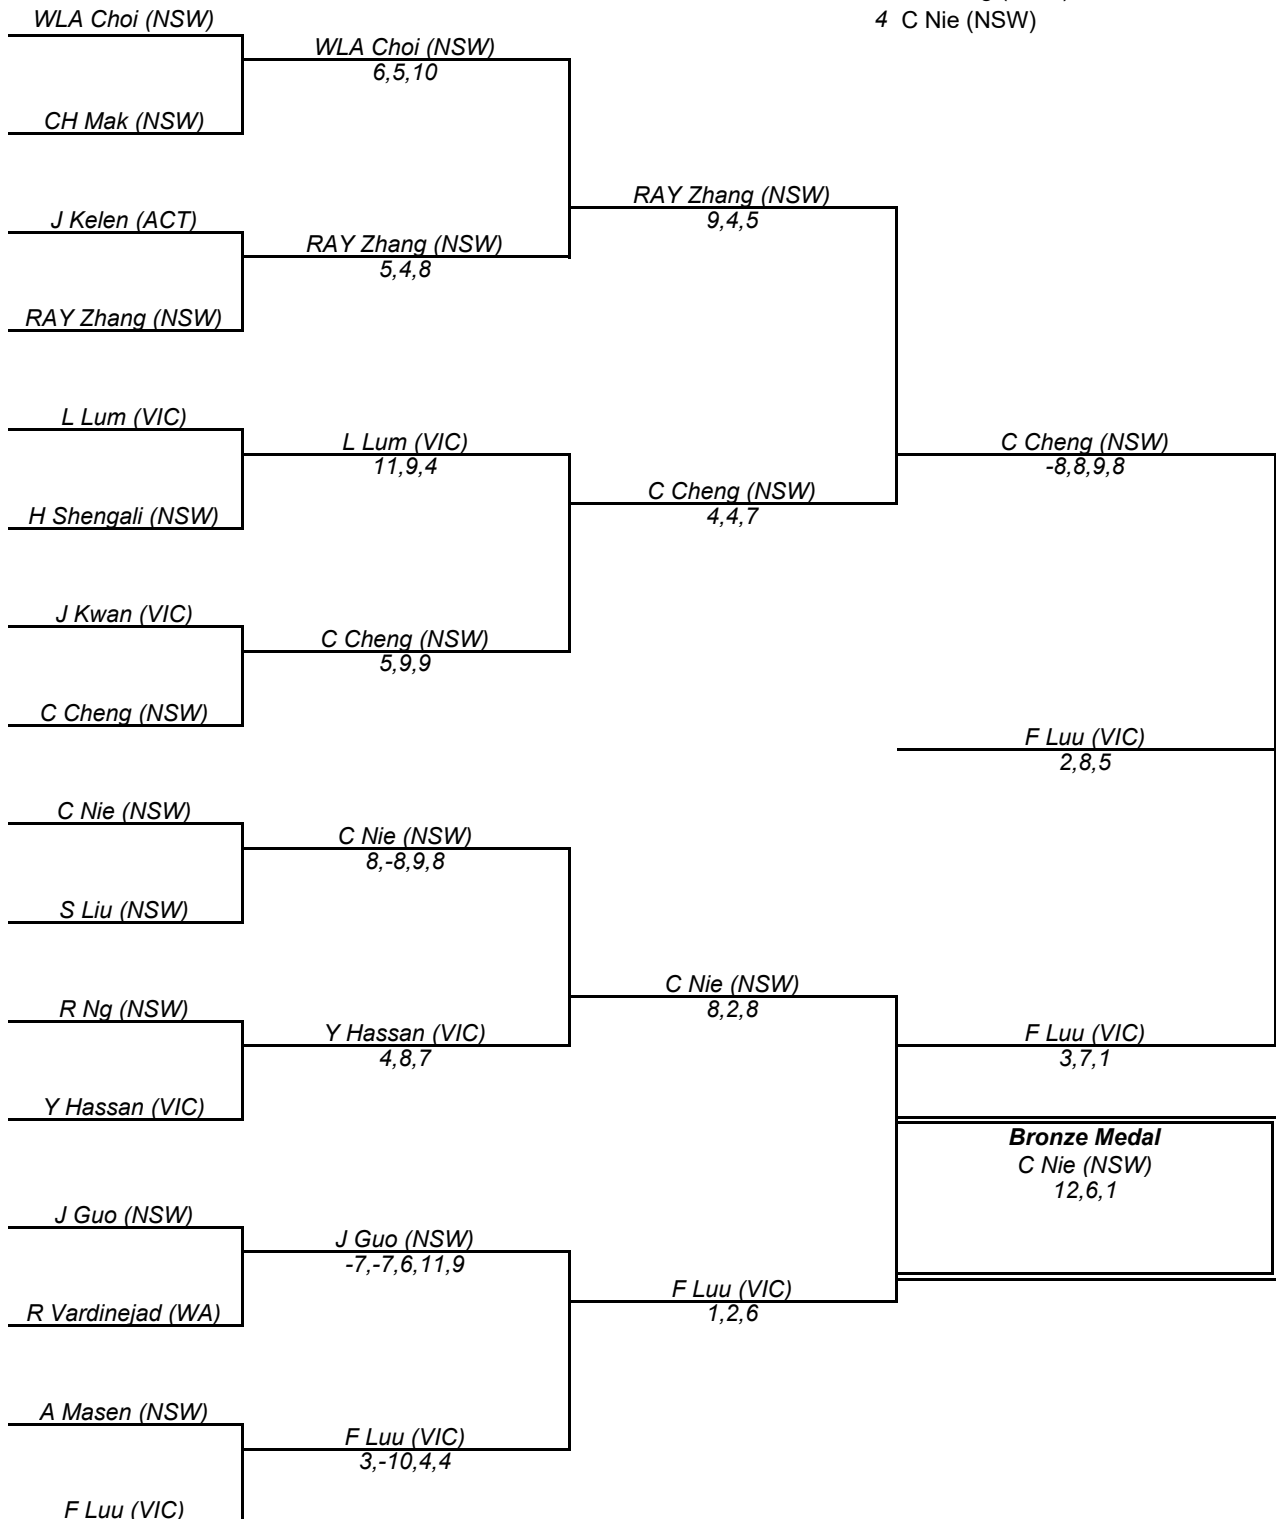 4 C Nie (NSW)
WLA Choi (NSW)
CH Mak (NSW)
J Kelen (ACT)
RAY Zhang (NSW)
L Lum (VIC)
H Shengali (NSW)
J Kwan (VIC)
C Cheng (NSW)
C Nie (NSW)
S Liu (NSW)
R Ng (NSW)
Y Hassan (VIC)
J Guo (NSW)
R Vardinejad (WA)
A Masen (NSW)
F Luu (VIC)
WLA Choi (NSW)
6,5,10
RAY Zhang (NSW)
5,4,8
L Lum (VIC)
11,9,4
C Cheng (NSW)
5,9,9
C Nie (NSW)
8,-8,9,8
Y Hassan (VIC)
4,8,7
J Guo (NSW)
-7,-7,6,11,9
F Luu (VIC)
3,-10,4,4
RAY Zhang (NSW)
9,4,5
C Cheng (NSW)
4,4,7
C Nie (NSW)
8,2,8
F Luu (VIC)
1,2,6
C Cheng (NSW)
-8,8,9,8
F Luu (VIC)
2,8,5
F Luu (VIC)
3,7,1
Bronze Medal
C Nie (NSW)
12,6,1